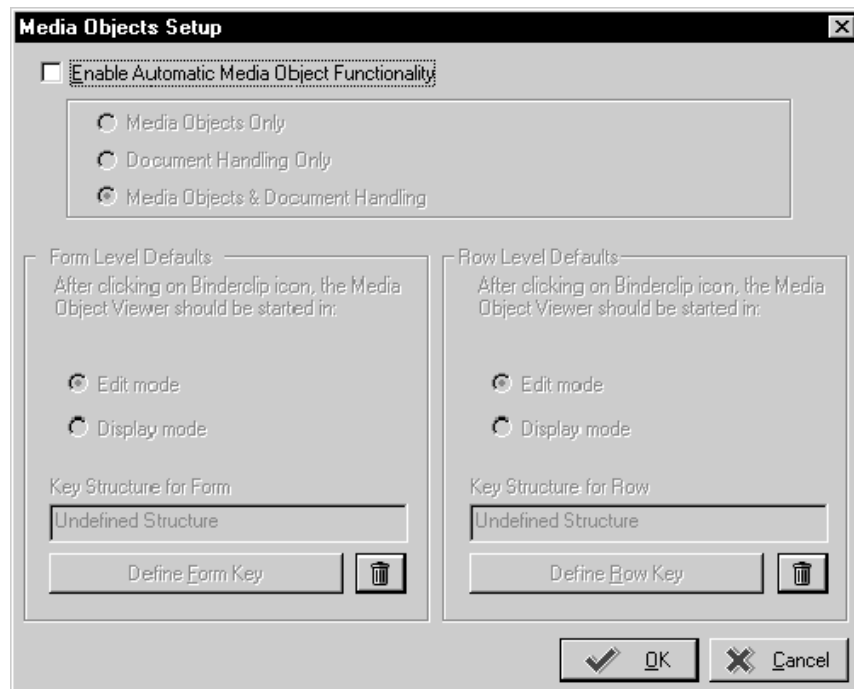 Media Objects Setup
Enable Automatic Media Object Functionality
Media Objects Only
Document Handling Only
Media Objects & Document Handling
Form Level Defaults
After clicking on Binderclip icon, the Media
Object Viewer should be started in:
Edit mode
Display mode
Key Structure for Form
Undefined Structure
Define Form Key
Row Level Defaults
After clicking on Binderclip icon, the Media
Object Viewer should be started in:
Edit mode
Display mode
Key Structure for Row
Undefined Structure
Define Row Key
OK
Cancel